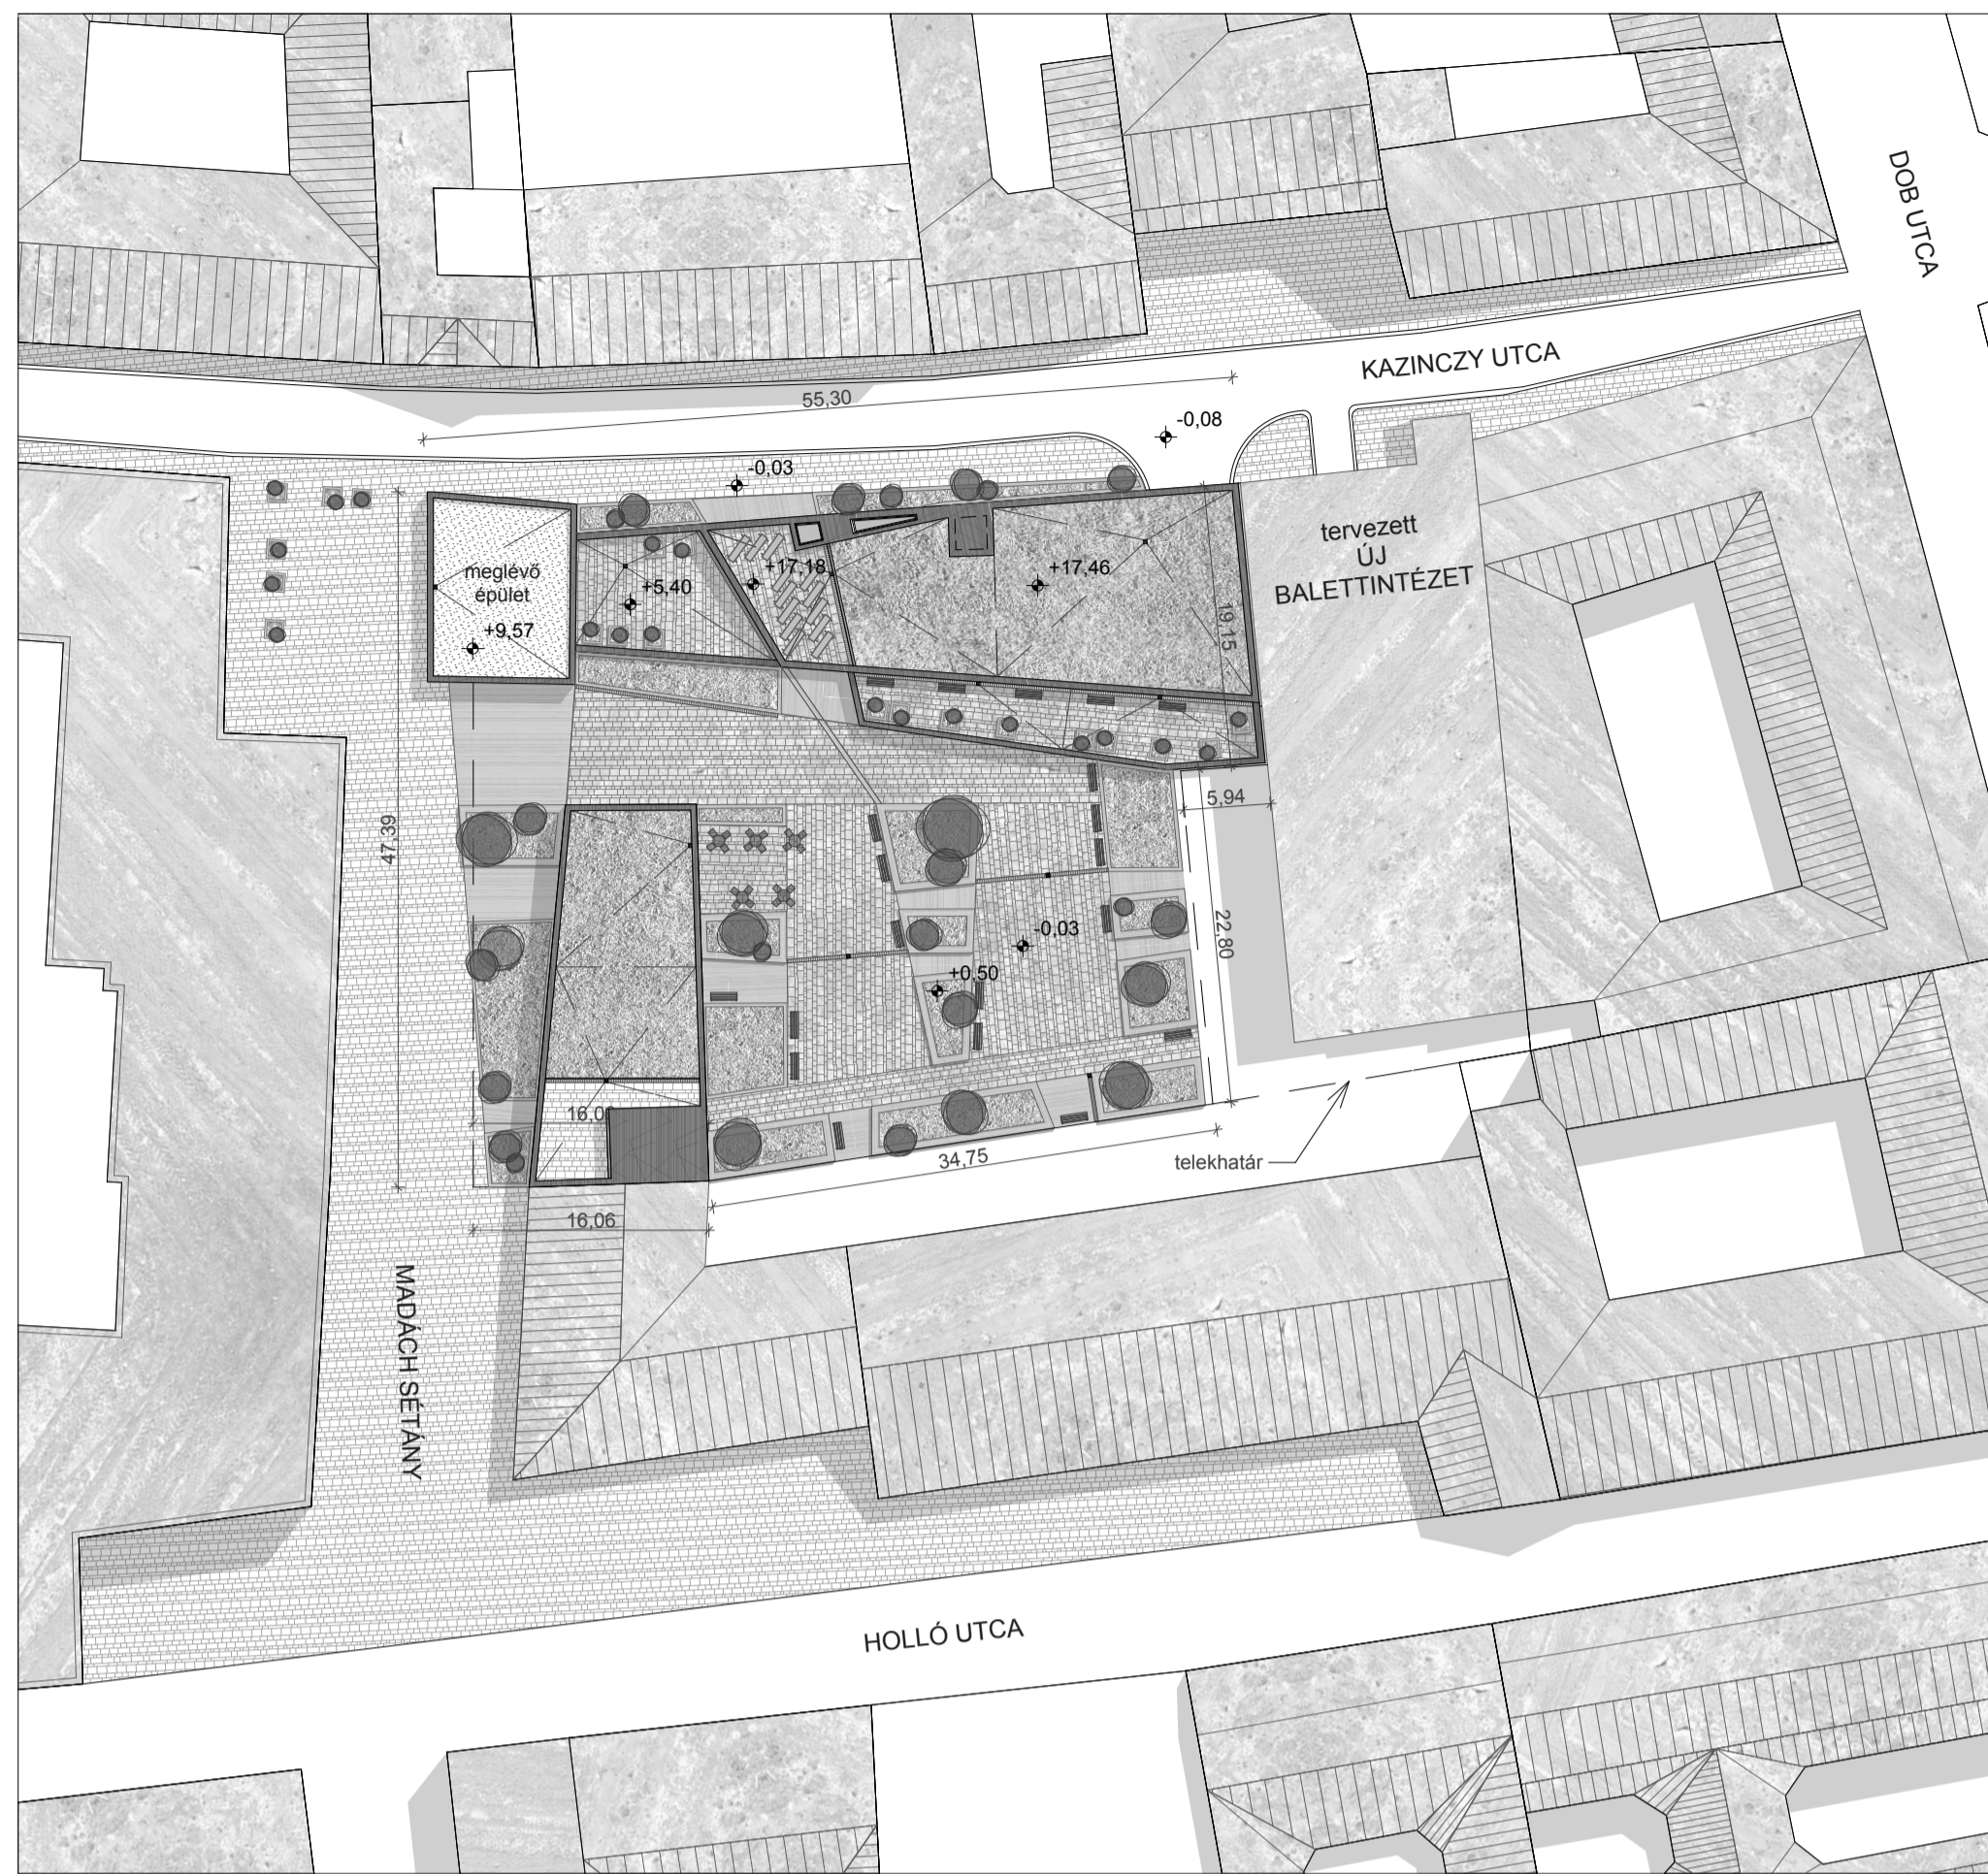 DOB UTCA
KAZINCZY UTCA
55,30
-0,08
-0,03
tervezett
ÚJ
BALETTINTÉZET
meglévő
épület
+9,57
+5,40
+17,18
+17,46
19,15
5,94
47,39
22,80
-0,03
+0,50
16,06
34,75
telekhatár
16,06
MADÁCH SÉTÁNY
HOLLÓ UTCA